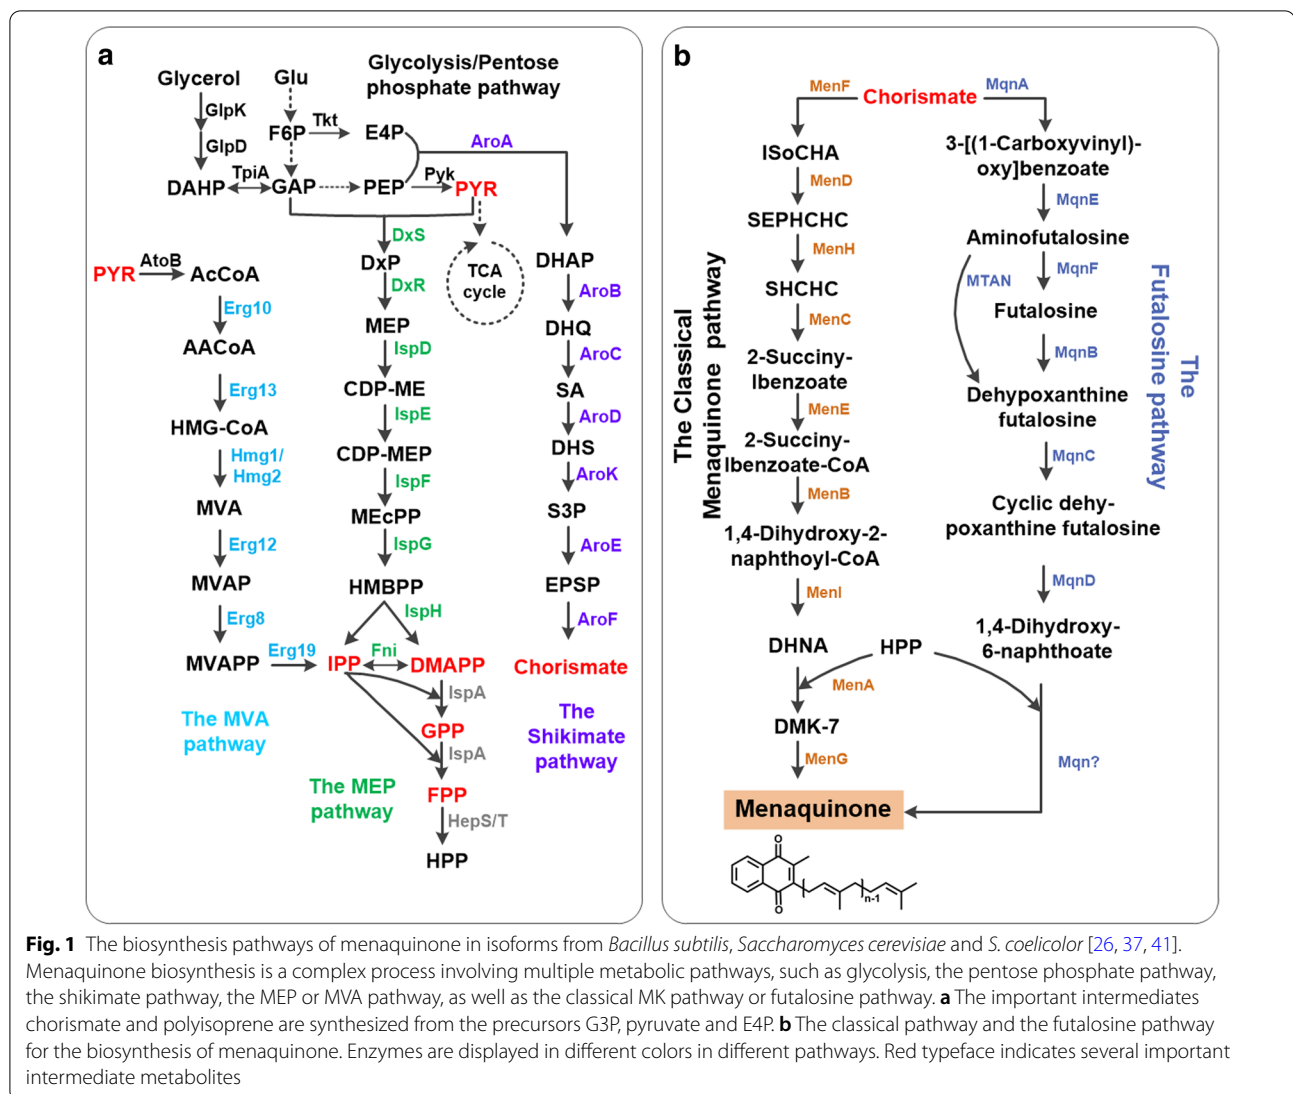 a
Glycolysis/Pentose
phosphate pathway
Glycerol
Glu
GlpK
F6P
Tkt
E4P
GlpD
AroA
TpiA
Pyk
DAHP
GAP
PEP
PYR
DxS
DxP
TCA
cycle
DHAP
PYR
AtoB
AcCoA
DxR
AroB
Erg10
MEP
DHQ
AACoA
IspD
AroC
Erg13
CDP-ME
SA
IspE
AroD
HMG-CoA
CDP-MEP
DHS
Hmg1/
Hmg2
IspF
AroK
MVA
MEcPP
S3P
Erg12
IspG
AroE
MVAP
HMBPP
EPSP
Erg8
IspH
AroF
MVAPP
Erg19
IPP
Fni
DMAPP
Chorismate
IspA
The MVA
pathway
GPP
The
Shikimate
pathway
IspA
The MEP
pathway
FPP
HepS/T
HPP
b
MenF
Chorismate
MqnA
ISoCHA
3-[(1-Carboxyvinyl)-
oxy]benzoate
MenD
MqnE
SEPHCHC
Aminofutalosine
MenH
MTAN
MqnF
SHCHC
Futalosine
MenC
MqnB
2-Succiny-
lbenzoate
Dehypoxanthine
futalosine
MenE
2-Succiny-
lbenzoate-CoA
MqnC
MenB
Cyclic dehy-
poxanthine futalosine
1,4-Dihydroxy-2-
naphthoyl-CoA
MenI
MqnD
DHNA
HPP
1,4-Dihydroxy-
6-naphthoate
MenA
DMK-7
MenG
Mqn?
Menaquinone
The Classical
Menaquinone pathway
The
Futalosine pathway
O
O
n-1
Fig. 1 The biosynthesis pathways of menaquinone in isoforms from Bacillus subtilis, Saccharomyces cerevisiae and S. coelicolor [26, 37, 41].
Menaquinone biosynthesis is a complex process involving multiple metabolic pathways, such as glycolysis, the pentose phosphate pathway,
the shikimate pathway, the MEP or MVA pathway, as well as the classical MK pathway or futalosine pathway. a The important intermediates
chorismate and polyisoprene are synthesized from the precursors G3P, pyruvate and E4P. b The classical pathway and the futalosine pathway
for the biosynthesis of menaquinone. Enzymes are displayed in different colors in different pathways. Red typeface indicates several important
intermediate metabolites